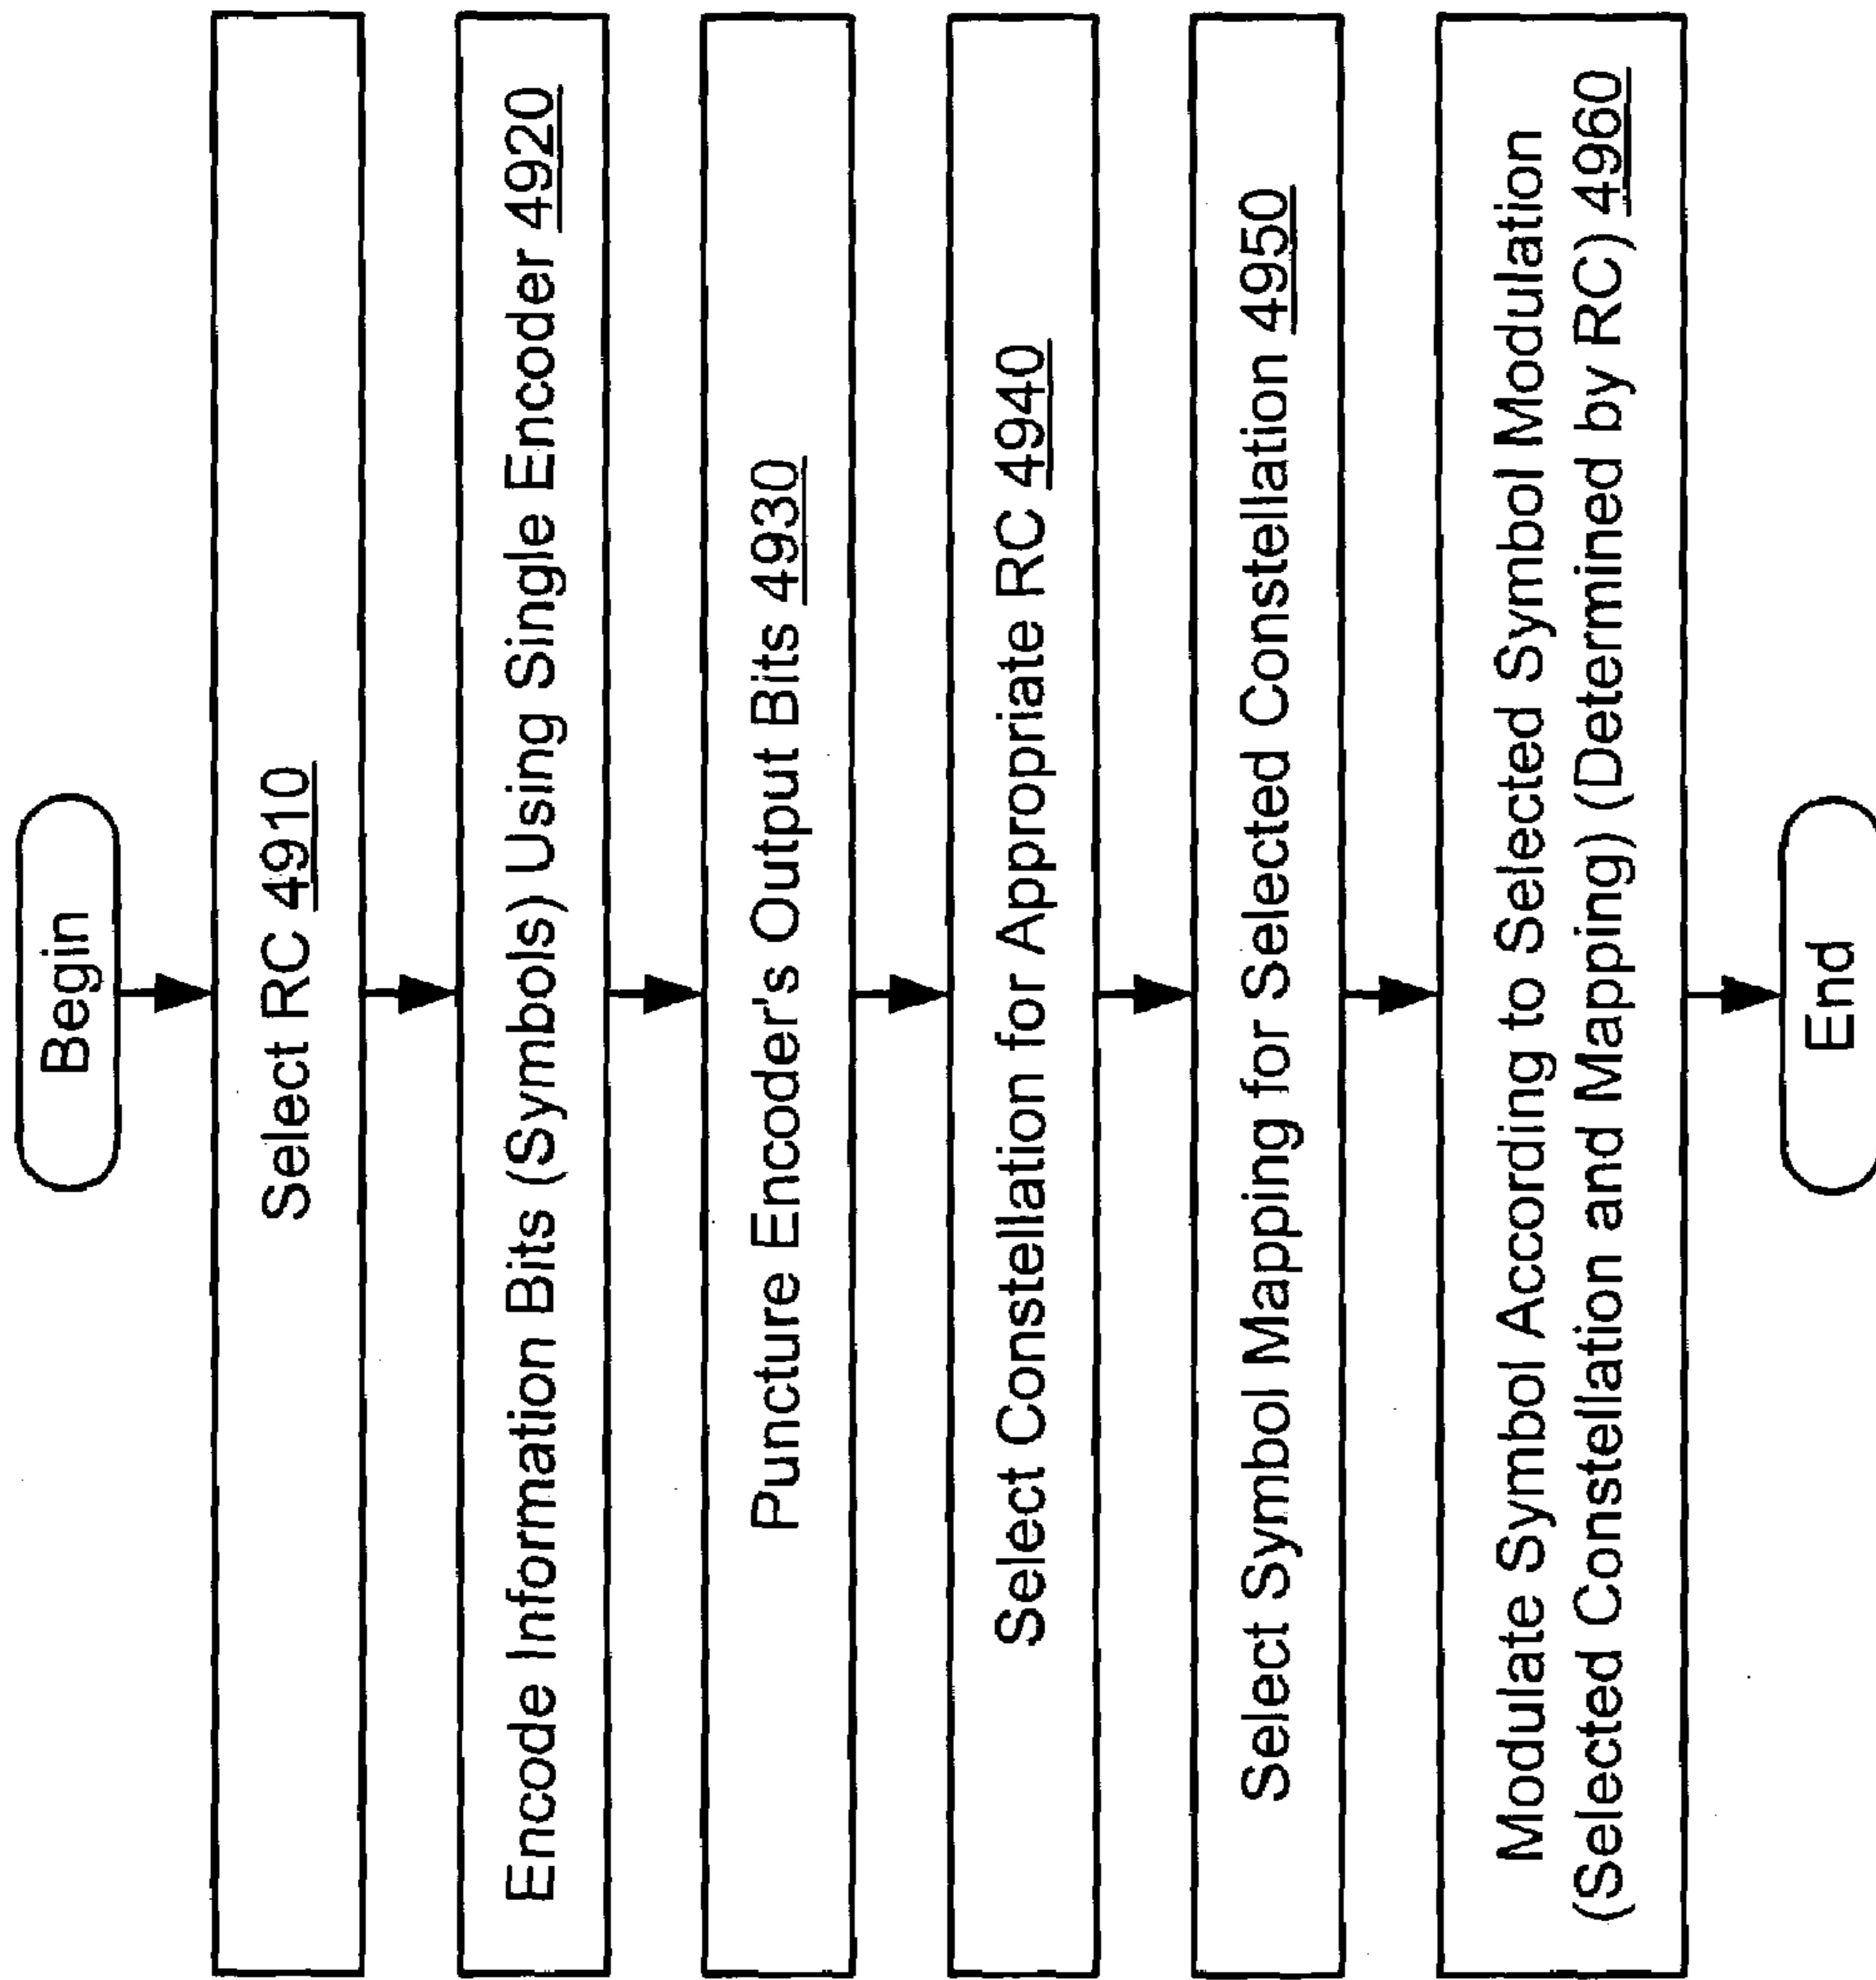 Begin
Select RC 4910
Encode Information Bits (Symbols) Using Single Encoder 4920
Puncture Encoder's Output Bits 4930
Select Constellation for Appropriate RC 4940
Select Symbol Mapping for Selected Constellation 4950
Modulate Symbol According to Selected Symbol Modulation
(Selected Constellation and Mapping) (Determined by RC) 4960
End